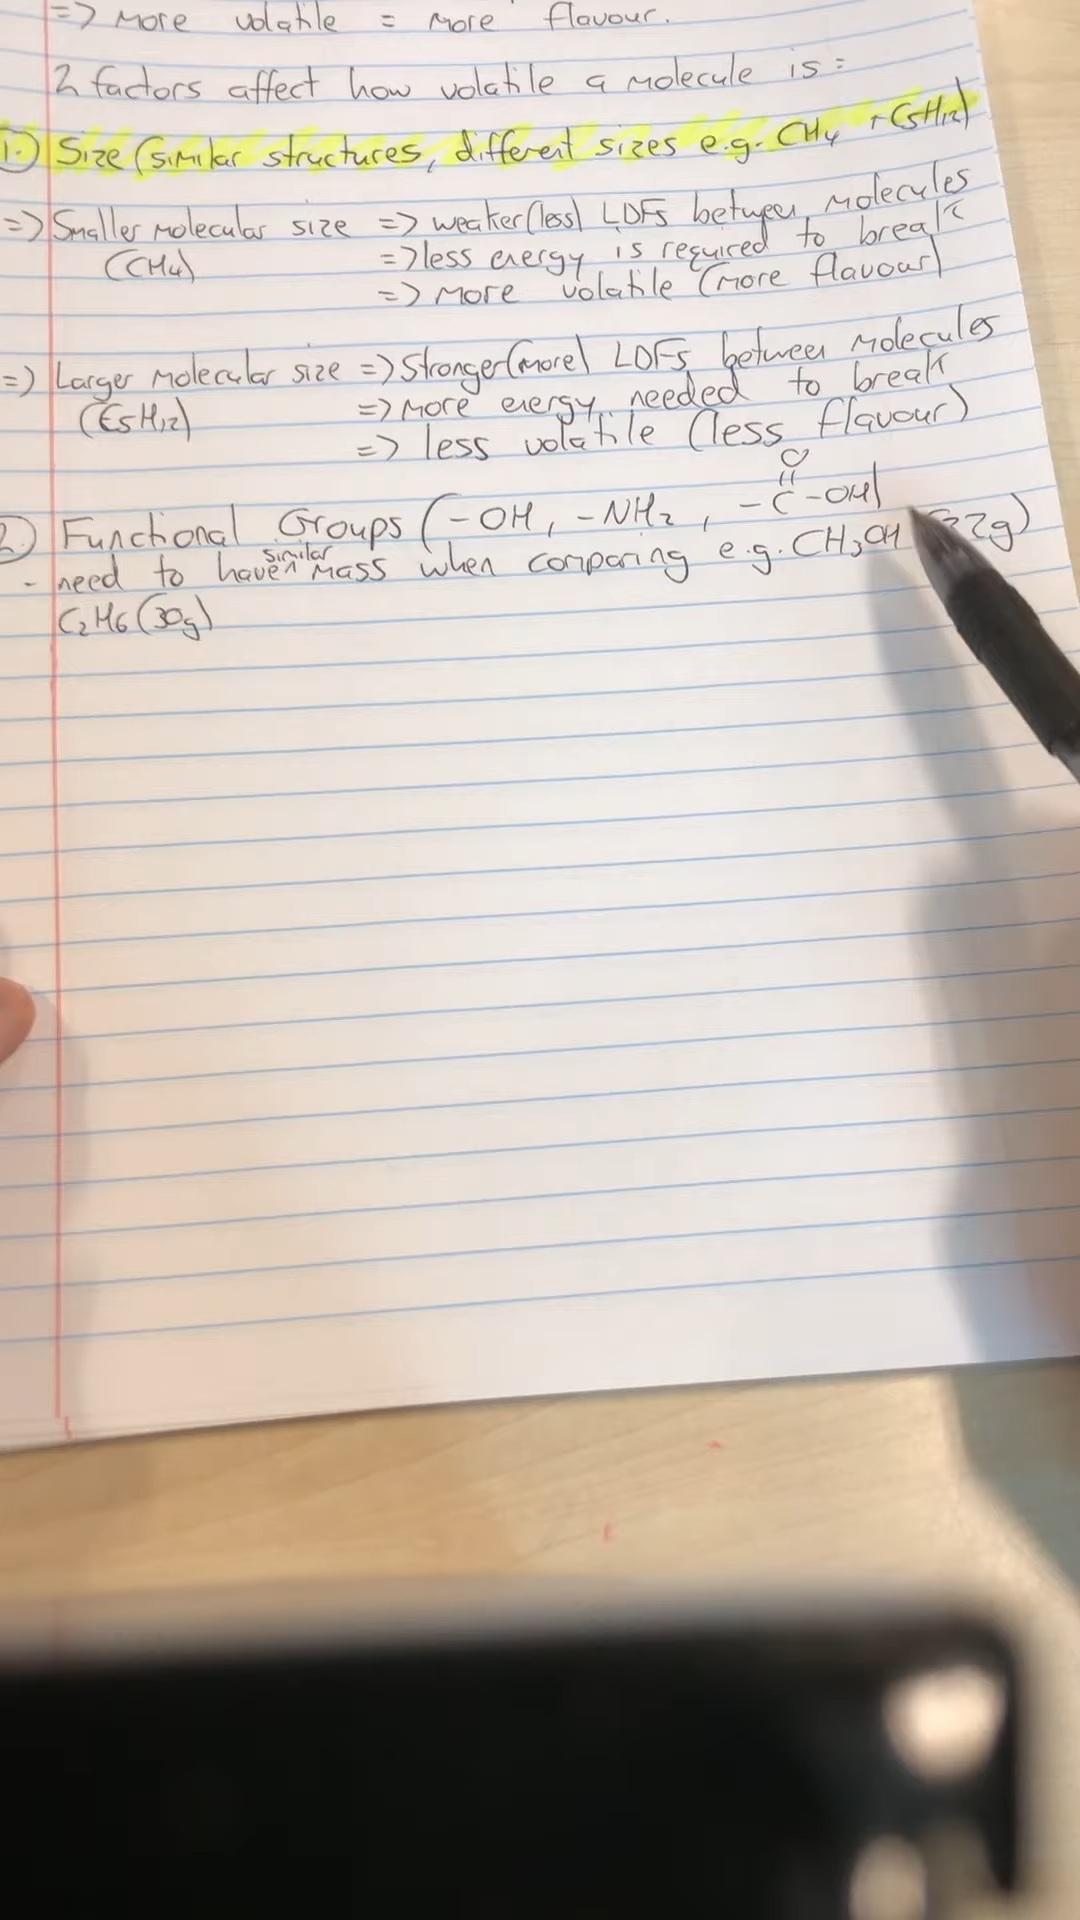 => More volatile = More flavour.
2 factors affect how volatile a molecule is:
1.) Size (similar structures, different sizes e.g. CH4 + C5H12)
=> Smaller molecular size => weaker (less) LDFs between molecules
(CH4) => less energy is required to break
=> More volatile (more flavour)
=> Larger molecular size => Stronger (more) LDFs between molecules
(C5H12) => more energy needed to break
=> less volatile (less flavour)
2.) Functional Groups (-OH, -NH2, -C-OH)
O
- need to have similar mass when comparing e.g. CH3OH 32g)
C2H6 (30g)